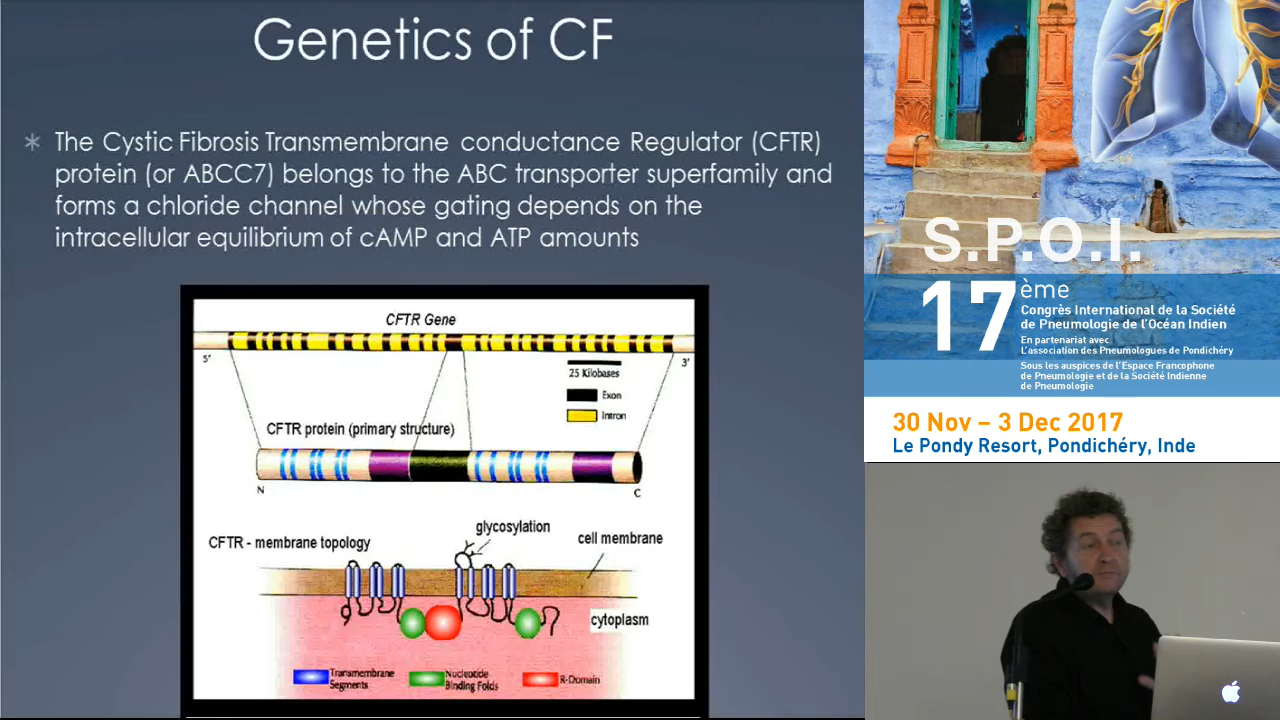 Genetics of CF
The Cystic Fibrosis Transmembrane conductance Regulator (CFTR)
protein (or ABCC7) belongs to the ABC transporter superfamily and
forms a chloride channel whose gating depends on the
intracellular equilibrium of cAMP and ATP amounts
CFTR Gene
5'
3'
25 Kilobases
Exon
Intron
CFTR protein (primary structure)
N
C
glycosylation
CFTR - membrane topology
cell membrane
cytoplasm
Transmembrane
Segments
Nucleotide
Binding Folds
R-Domain
S.P.O.I.
17ème
Congrès International de la Société
de Pneumologie de l'Océan Indien
En partenariat avec
L'association des Pneumologues de Pondichéry
Sous les auspices de l'Espace Francophone
de Pneumologie et de la Société Indienne
de Pneumologie
30 Nov – 3 Dec 2017
Le Pondy Resort, Pondichéry, Inde